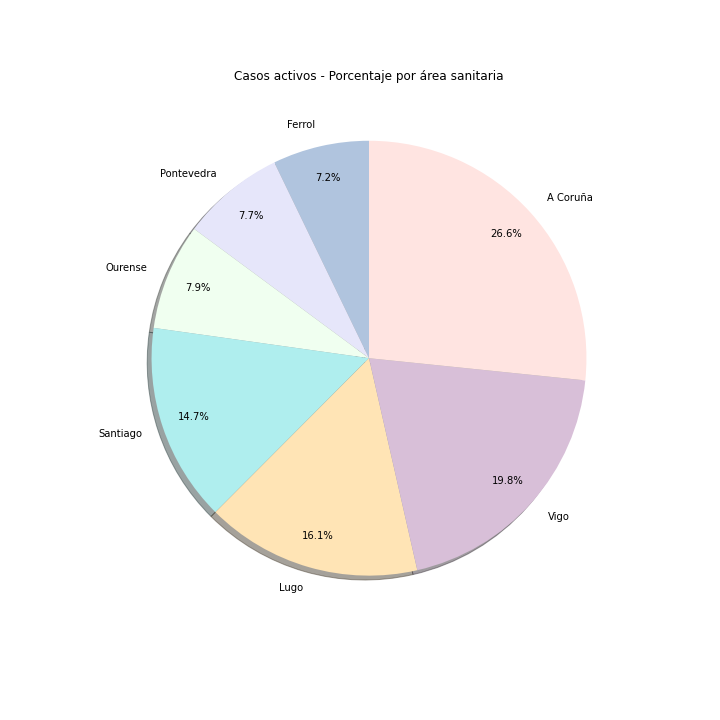 Casos activos - Porcentaje por área sanitaria
Ferrol
7.2%
Pontevedra
7.7%
Ourense
7.9%
Santiago
14.7%
Lugo
16.1%
Vigo
19.8%
A Coruña
26.6%